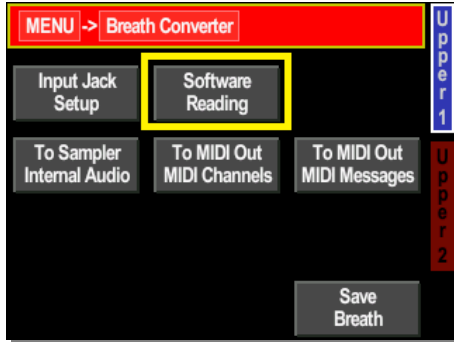 MENU -> Breath Converter
Input Jack
Setup
Software
Reading
To Sampler
Internal Audio
To MIDI Out
MIDI Channels
To MIDI Out
MIDI Messages
Save
Breath
Upper 1
Upper 2